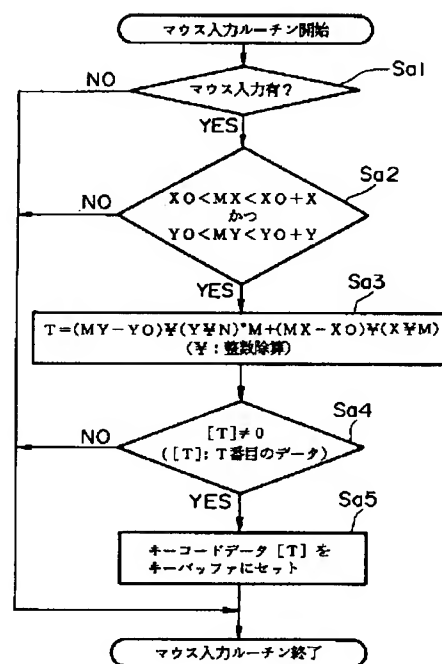 マウス入力ルーチン開始
Sa1
NO
マウス入力有?
YES
Sa2
NO
XO<MX<XO+X
かつ
YO<MY<YO+Y
YES
Sa3
T=(MY-YO)¥(Y¥N)*M+(MX-XO)¥(X¥M)
(¥:整数除算)
Sa4
NO
[T]≠0
([T]:T番目のデータ)
YES
Sa5
キーコードデータ[T]を
キーバッファにセット
マウス入力ルーチン終了